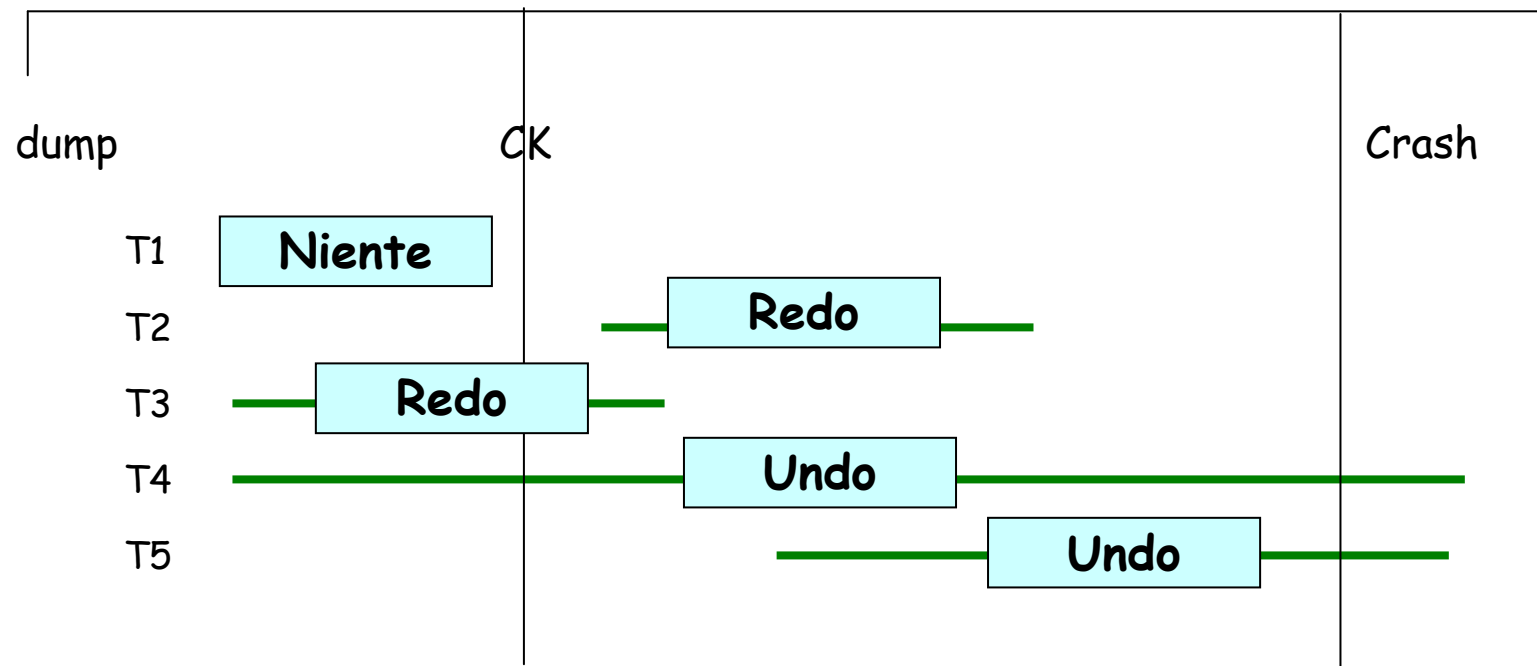 dump CK Crash
T1 Niente
T2 Redo
T3 Redo
T4 Undo
T5 Undo